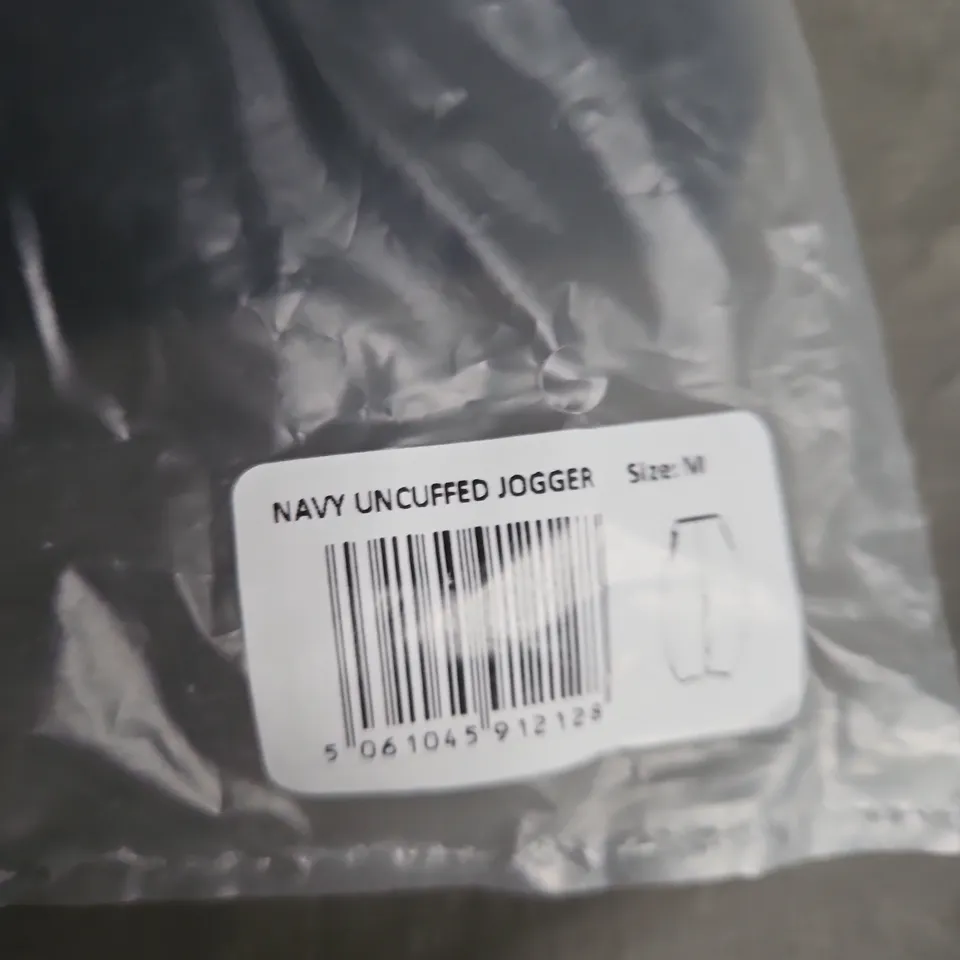 NAVY UNCUFFED JOGGER Size: M
5 061045 912128